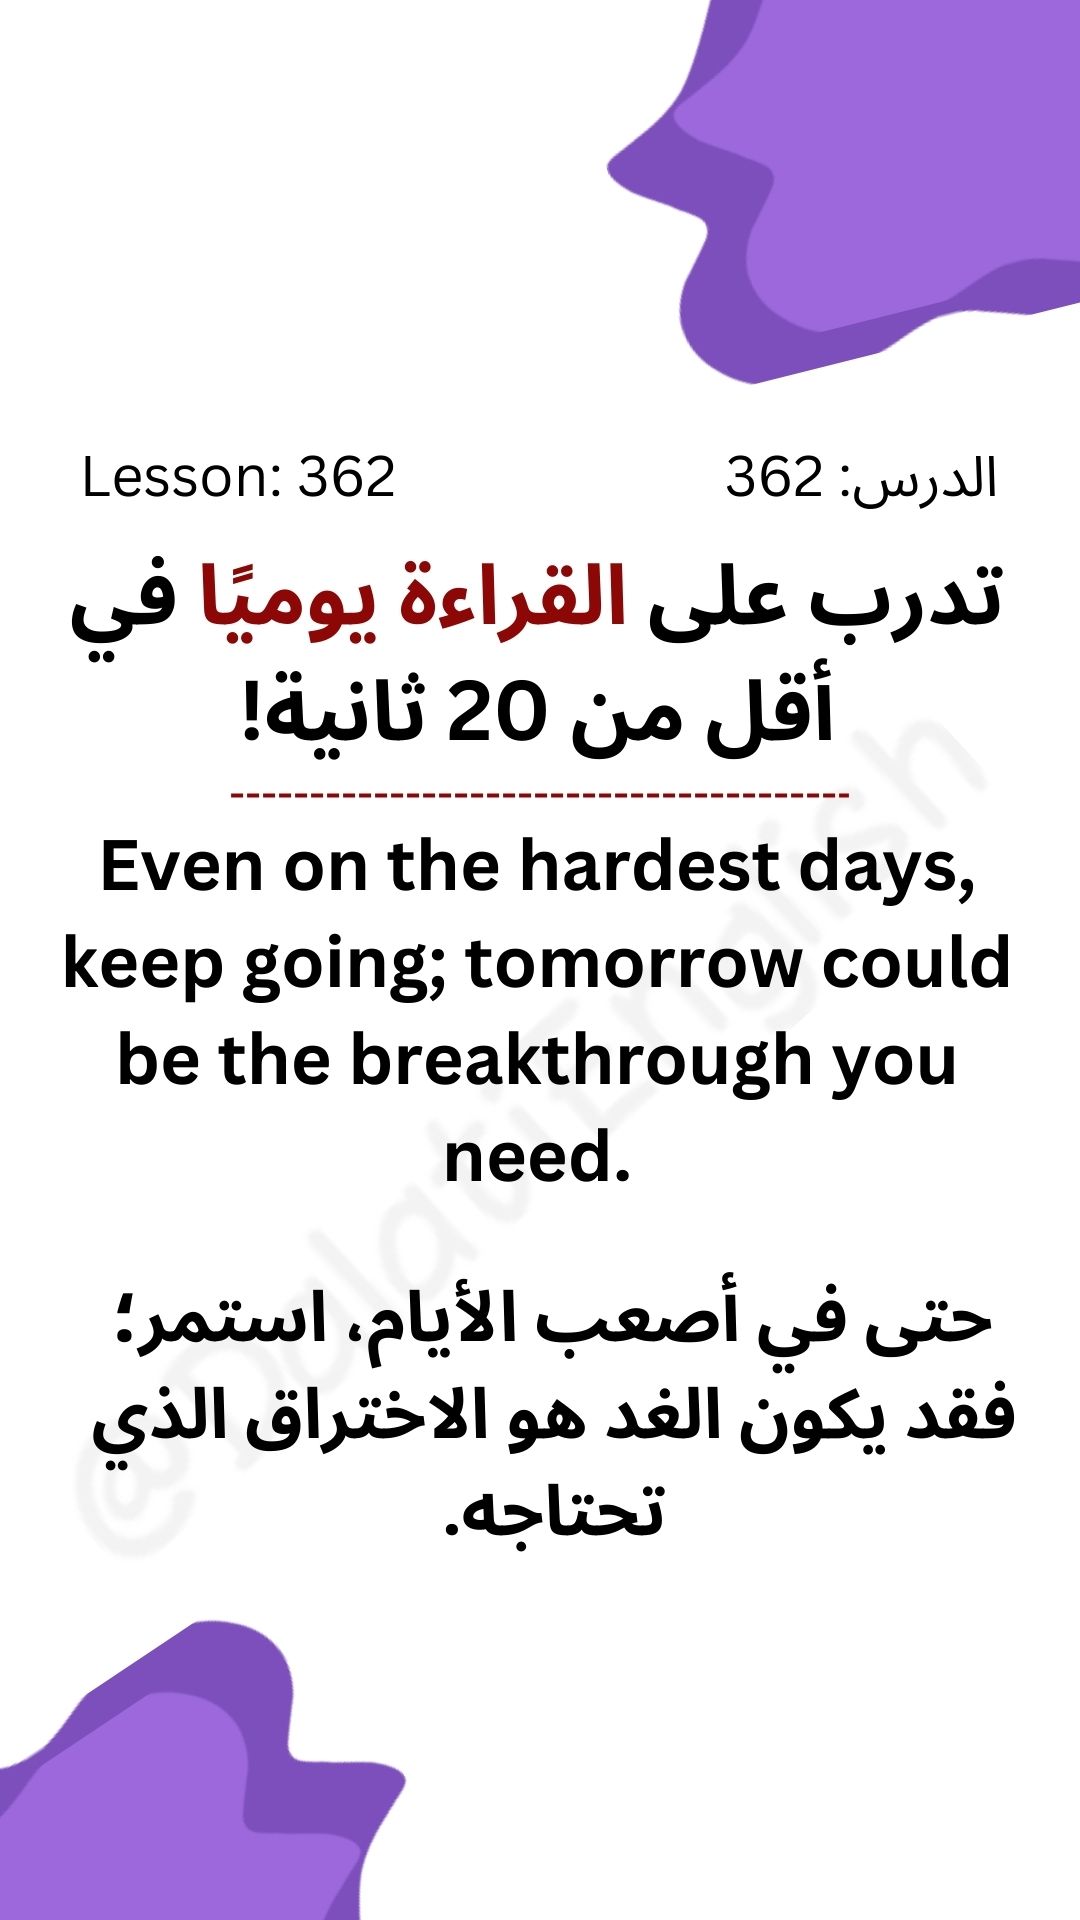 Lesson: 362
الدرس: 362
تدرب على القراءة يوميًا في
أقل من 20 ثانية!
Even on the hardest days,
keep going; tomorrow could
be the breakthrough you
need.
حتى في أصعب الأيام، استمر؛
فقد يكون الغد هو الاختراق الذي
تحتاجه.
@DalatiEnglish